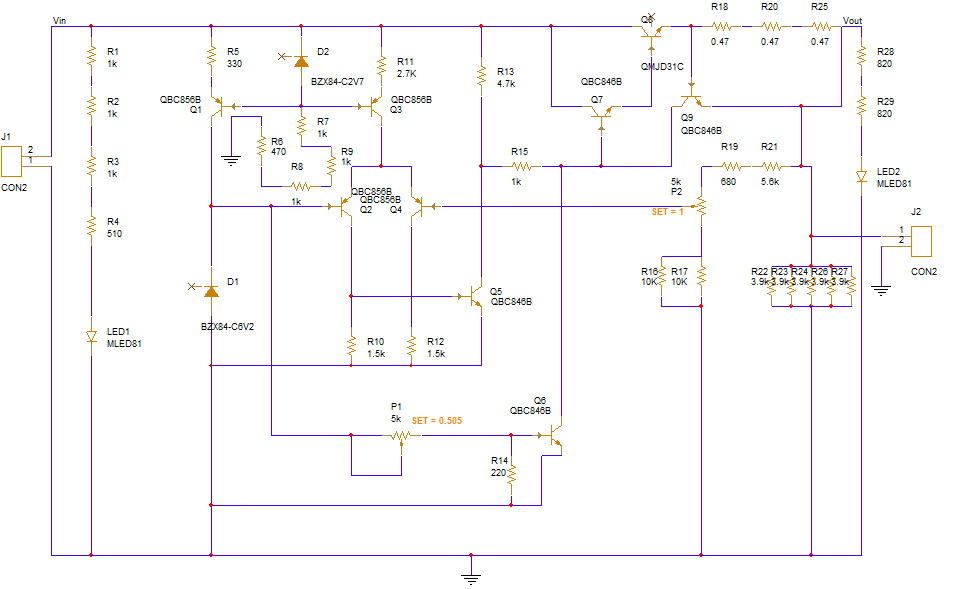 Vin
R1
1k
R2
1k
R3
1k
R4
510
LED1
MLED81
J1
2
1
CON2
R5
330
D2
BZX84-C2V7
R11
2.7K
QBC856B
Q1
QBC856B
Q3
R7
1k
R6
470
R9
1k
R8
1k
QBC856B
Q2
QBC856B
Q4
D1
BZX84-C6V2
R10
1.5k
R12
1.5k
R13
4.7k
Q5
QBC846B
R15
1k
QBC846B
Q7
Q8
QMJD31C
Q9
QBC846B
R18
0.47
R20
0.47
R25
0.47
Vout
R28
820
R29
820
LED2
MLED81
R19
680
R21
5.6k
5k
P2
SET = 1
R16
10K
R17
10K
R22
3.9k
R23
3.9k
R24
3.9k
R26
3.9k
R27
3.9k
J2
1
2
CON2
P1
5k
SET = 0.505
Q6
QBC846B
R14
220